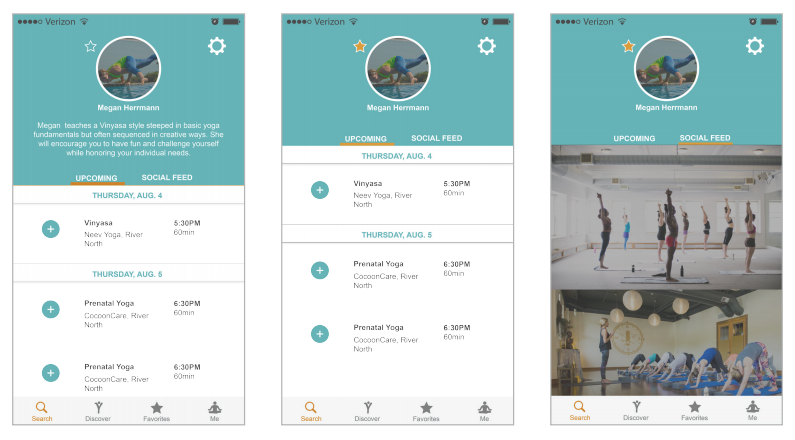 Verizon
Megan Herrmann
Megan teaches a Vinyasa style steeped in basic yoga
fundamentals but often sequenced in creative ways. She
will encourage you to have fun and challenge yourself
while honoring your individual needs.
UPCOMING SOCIAL FEED
THURSDAY, AUG. 4
Vinyasa 5:30PM
Neev Yoga, River 60min
North
THURSDAY, AUG. 5
Prenatal Yoga 6:30PM
CocoonCare, River 60min
North
Prenatal Yoga 6:30PM
CocoonCare, River 60min
North
Search Discover Favorites Me
Verizon
Megan Herrmann
UPCOMING SOCIAL FEED
THURSDAY, AUG. 4
Vinyasa 5:30PM
Neev Yoga, River 60min
North
THURSDAY, AUG. 5
Prenatal Yoga 6:30PM
CocoonCare, River 60min
North
Prenatal Yoga 6:30PM
CocoonCare, River 60min
North
Search Discover Favorites Me
Verizon
Megan Herrmann
UPCOMING SOCIAL FEED
Search Discover Favorites Me